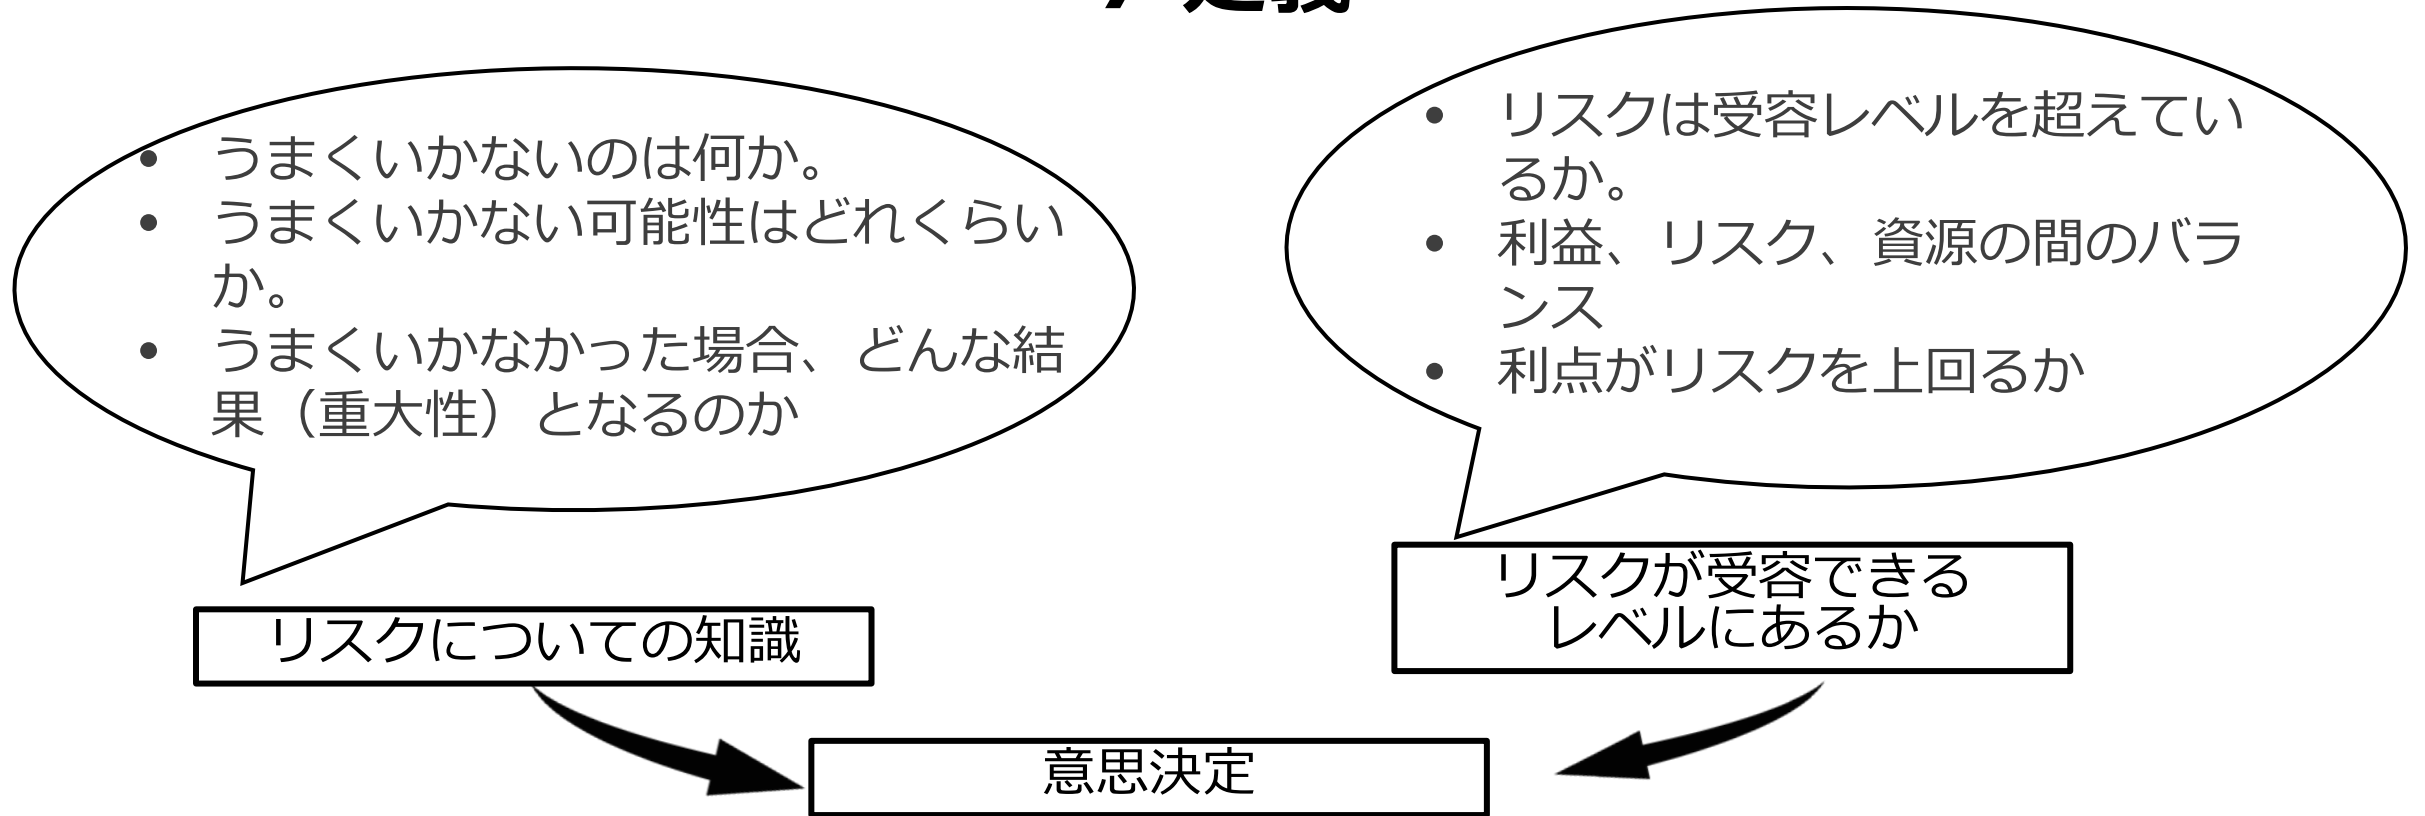 定義
• うまくいかないのは何か。
• うまくいかない可能性はどれくらい
か。
• うまくいかなかった場合、どんな結
果（重大性）となるのか
• リスクは受容レベルを超えてい
るか。
• 利益、リスク、資源の間のバラ
ンス
• 利点がリスクを上回るか
リスクについての知識
リスクが受容できる
レベルにあるか
意思決定